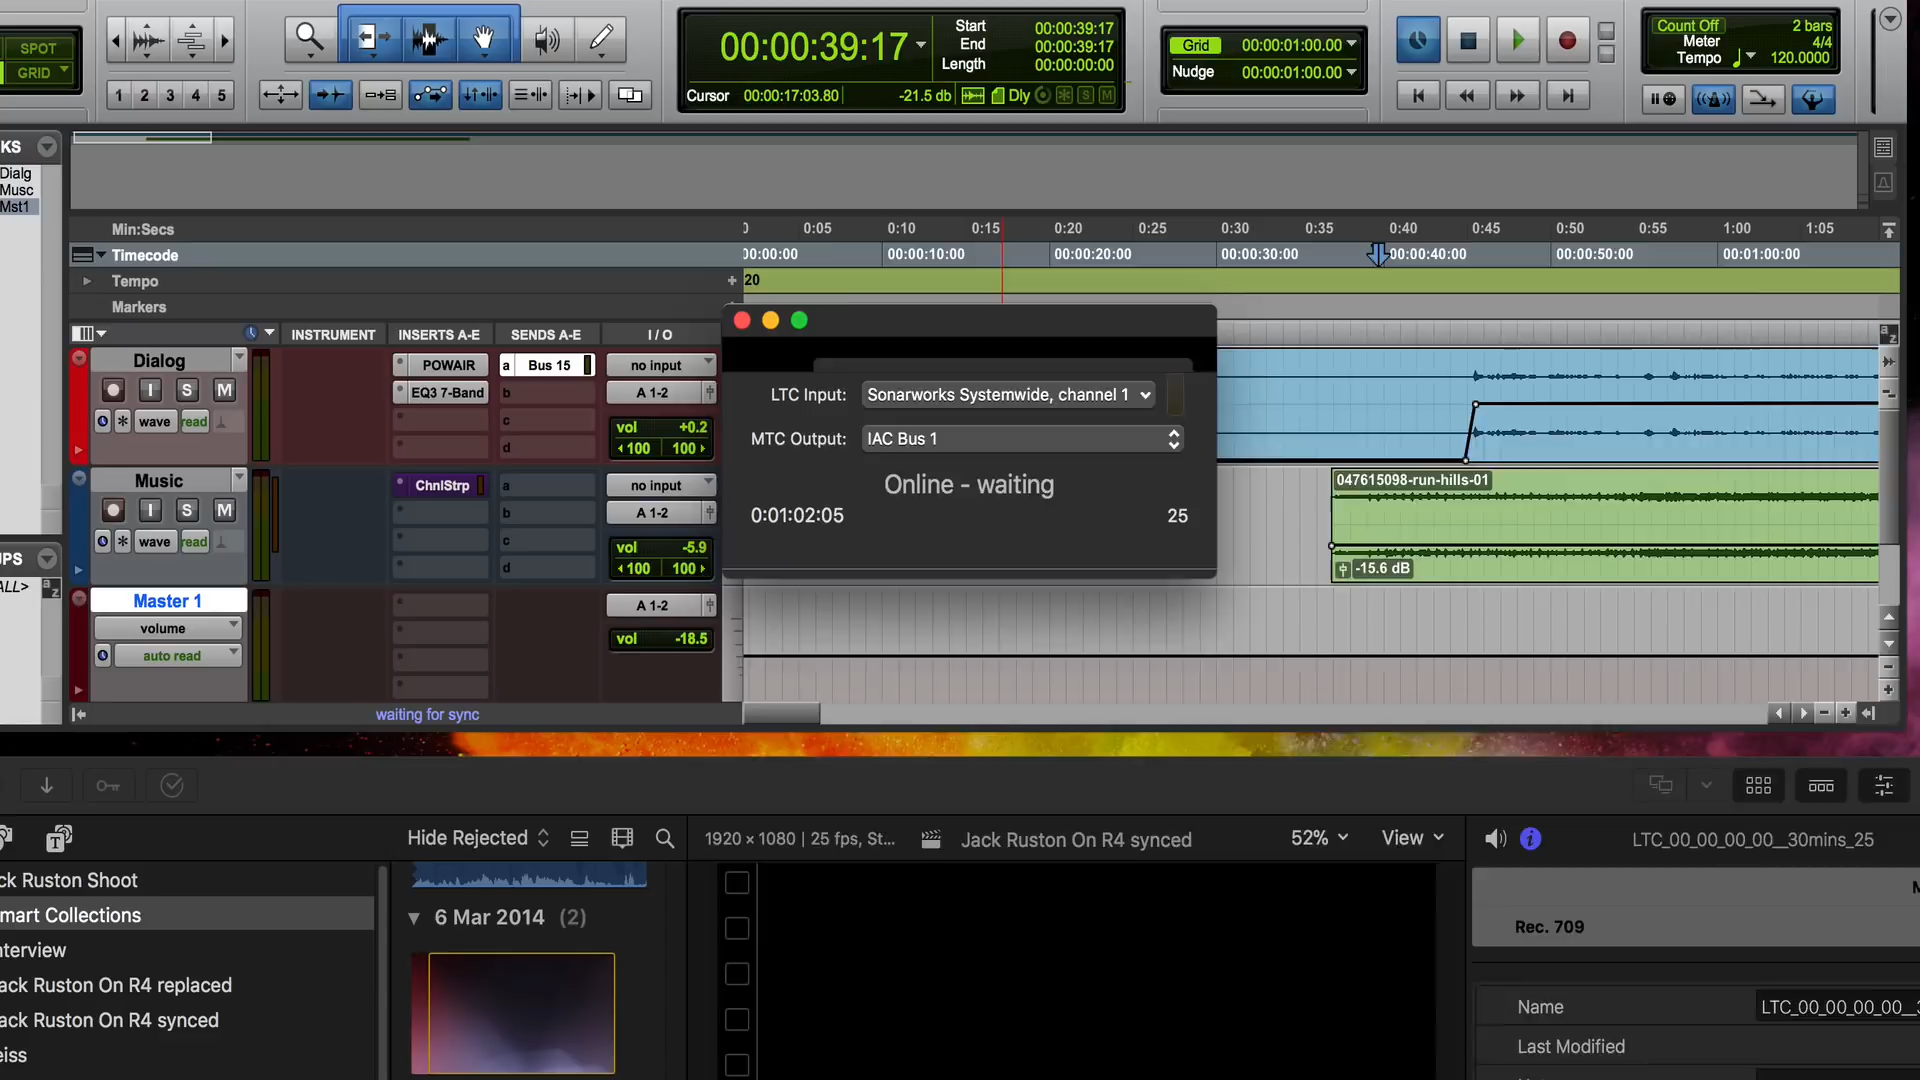 SPOT
GRID
1 2 3 4 5
00:00:39:17
Start 00:00:39:17
End 00:00:39:17
Length 00:00:00:00
Cursor 00:00:17:03.80 -21.5 db Dly S M
Grid 00:00:01:00.00
Nudge 00:00:01:00.00
Count Off 2 bars
Meter 4/4
Tempo 120.0000
KS
Dialg
Musc
Mst1
Min:Secs 0:05 0:10 0:15 0:20 0:25 0:30 0:35 0:40 0:45 0:50 0:55 1:00 1:05
Timecode 00:00:00 00:00:10:00 00:00:20:00 00:00:30:00 00:00:40:00 00:00:50:00 00:01:00:00
Tempo 20
Markers
INSTRUMENT INSERTS A-E SENDS A-E I / O
Dialog POWAIR a Bus 15 no input
I S M EQ3 7-Band b A 1-2
wave read c vol +0.2
d 100 100
Music ChnlStrp a no input
I S M b A 1-2
wave read c vol -5.9
d 100 100
Master 1 A 1-2
volume vol -18.5
auto read
waiting for sync
UPS
ALL>
a z
LTC Input: Sonarworks Systemwide, channel 1
MTC Output: IAC Bus 1
Online - waiting
0:01:02:05 25
047615098-run-hills-01
-15.6 dB
T
Hide Rejected
1920 × 1080 | 25 fps, St...
Jack Ruston On R4 synced
52% View
LTC_00_00_00_00__30mins_25
ck Ruston Shoot
mart Collections
nterview
ack Ruston On R4 replaced
ack Ruston On R4 synced
eiss
6 Mar 2014 (2)
Rec. 709
Name LTC_00_00_00_00__
Last Modified